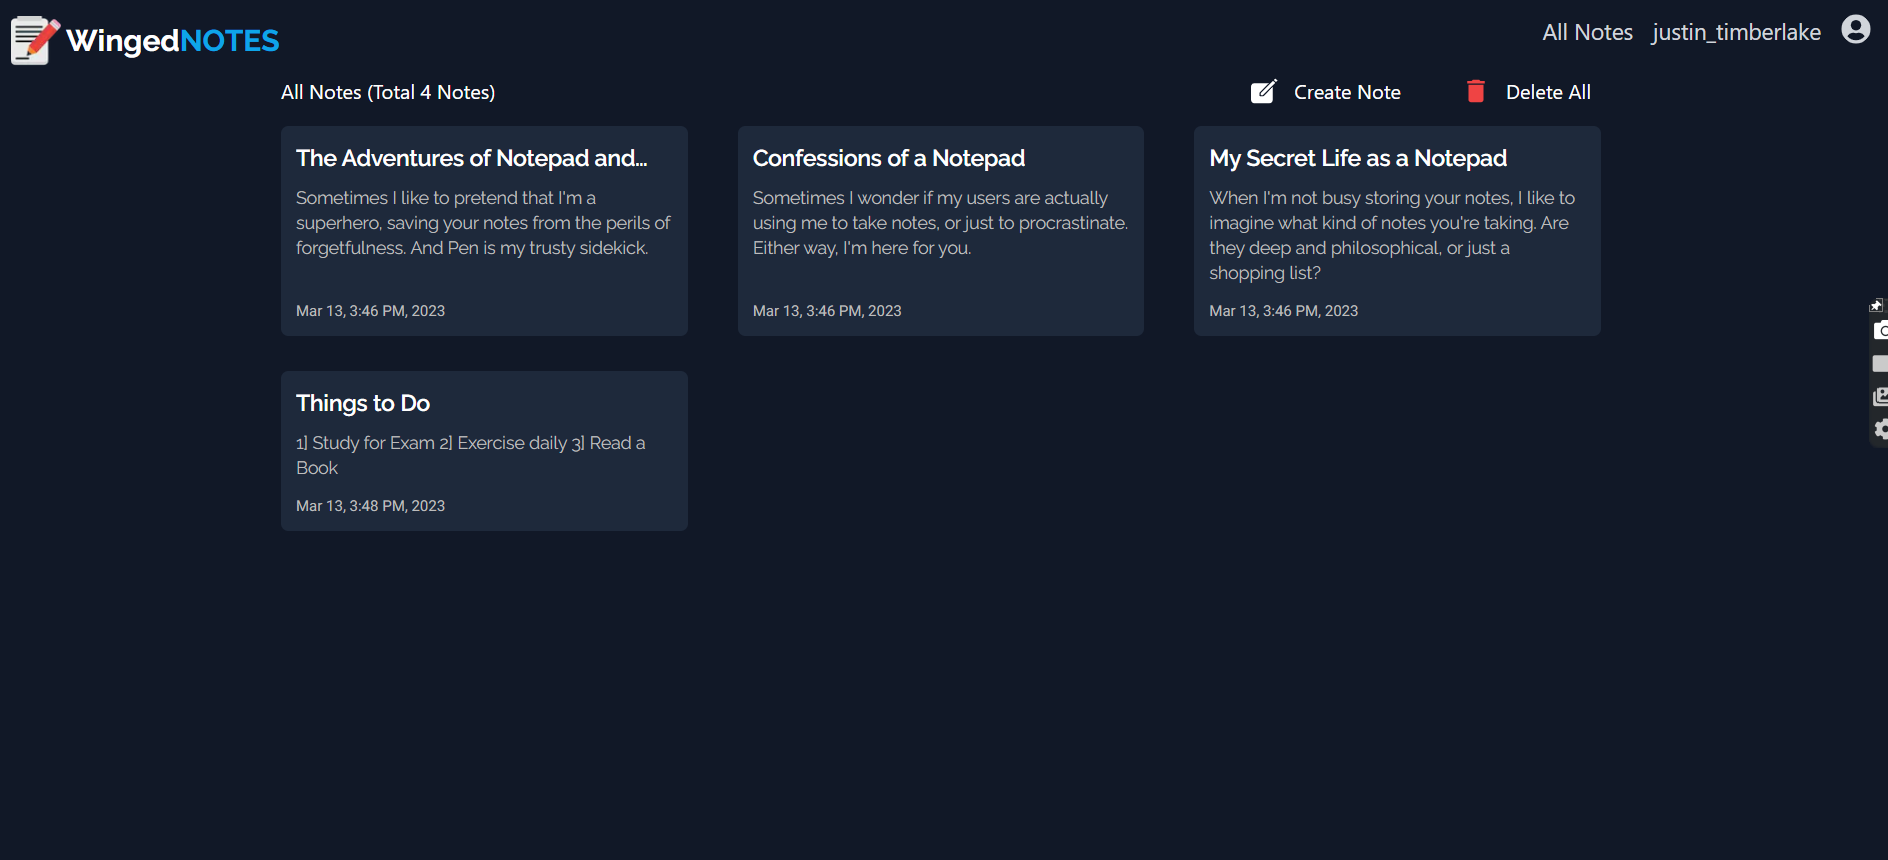 WingedNOTES
All Notes justin_timberlake
All Notes (Total 4 Notes)
Create Note
Delete All
The Adventures of Notepad and...
Sometimes I like to pretend that I'm a
superhero, saving your notes from the perils of
forgetfulness. And Pen is my trusty sidekick.
Mar 13, 3:46 PM, 2023
Confessions of a Notepad
Sometimes I wonder if my users are actually
using me to take notes, or just to procrastinate.
Either way, I'm here for you.
Mar 13, 3:46 PM, 2023
My Secret Life as a Notepad
When I'm not busy storing your notes, I like to
imagine what kind of notes you're taking. Are
they deep and philosophical, or just a
shopping list?
Mar 13, 3:46 PM, 2023
Things to Do
1] Study for Exam 2] Exercise daily 3] Read a
Book
Mar 13, 3:48 PM, 2023